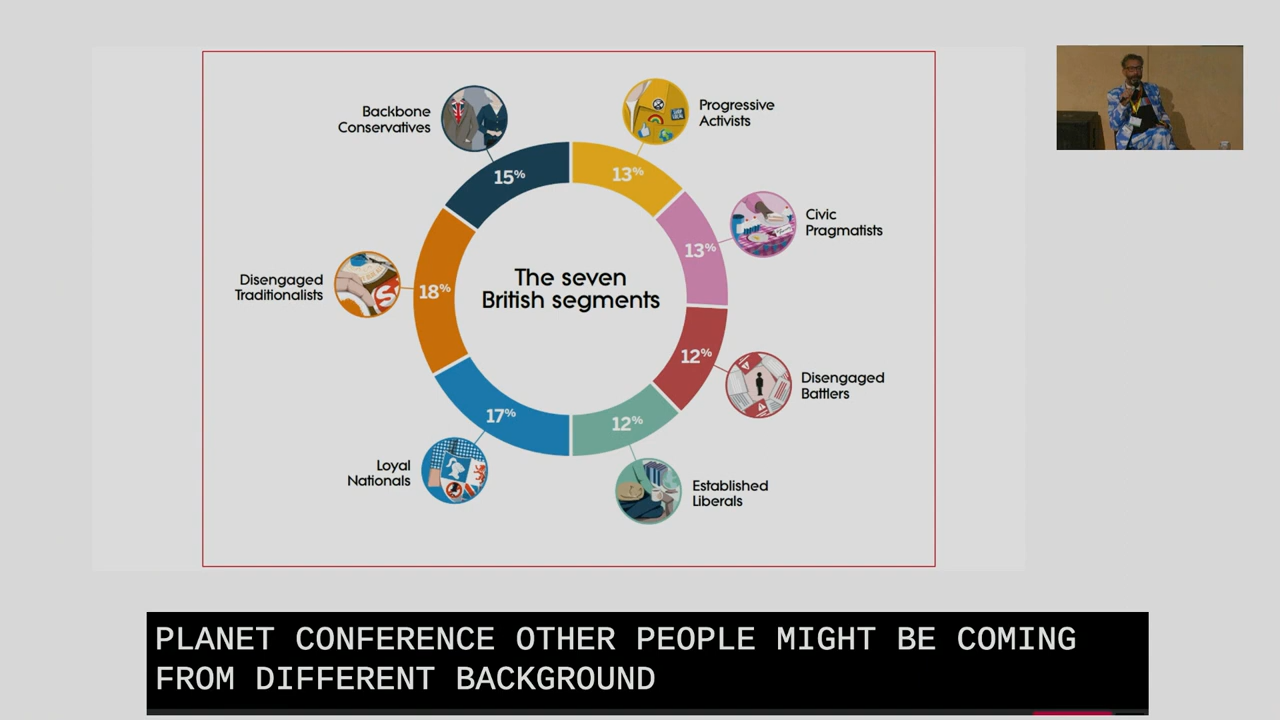 Backbone
Conservatives
Progressive
Activists
15%
13%
Civic
Pragmatists
13%
Disengaged
Traditionalists
18%
The seven
British segments
12%
Disengaged
Battlers
17%
12%
Loyal
Nationals
Established
Liberals
PLANET CONFERENCE OTHER PEOPLE MIGHT BE COMING
FROM DIFFERENT BACKGROUND